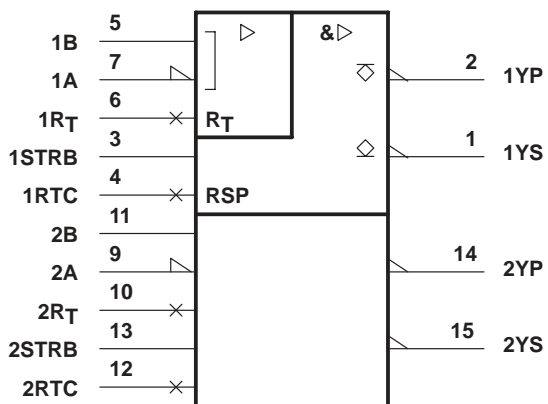 1B 5
1A 7
1RT 6
1STRB 3
1RTC 4
2B 11
2A 9
2RT 10
2STRB 13
2RTC 12
&
RT
RSP
2 1YP
1 1YS
14 2YP
15 2YS